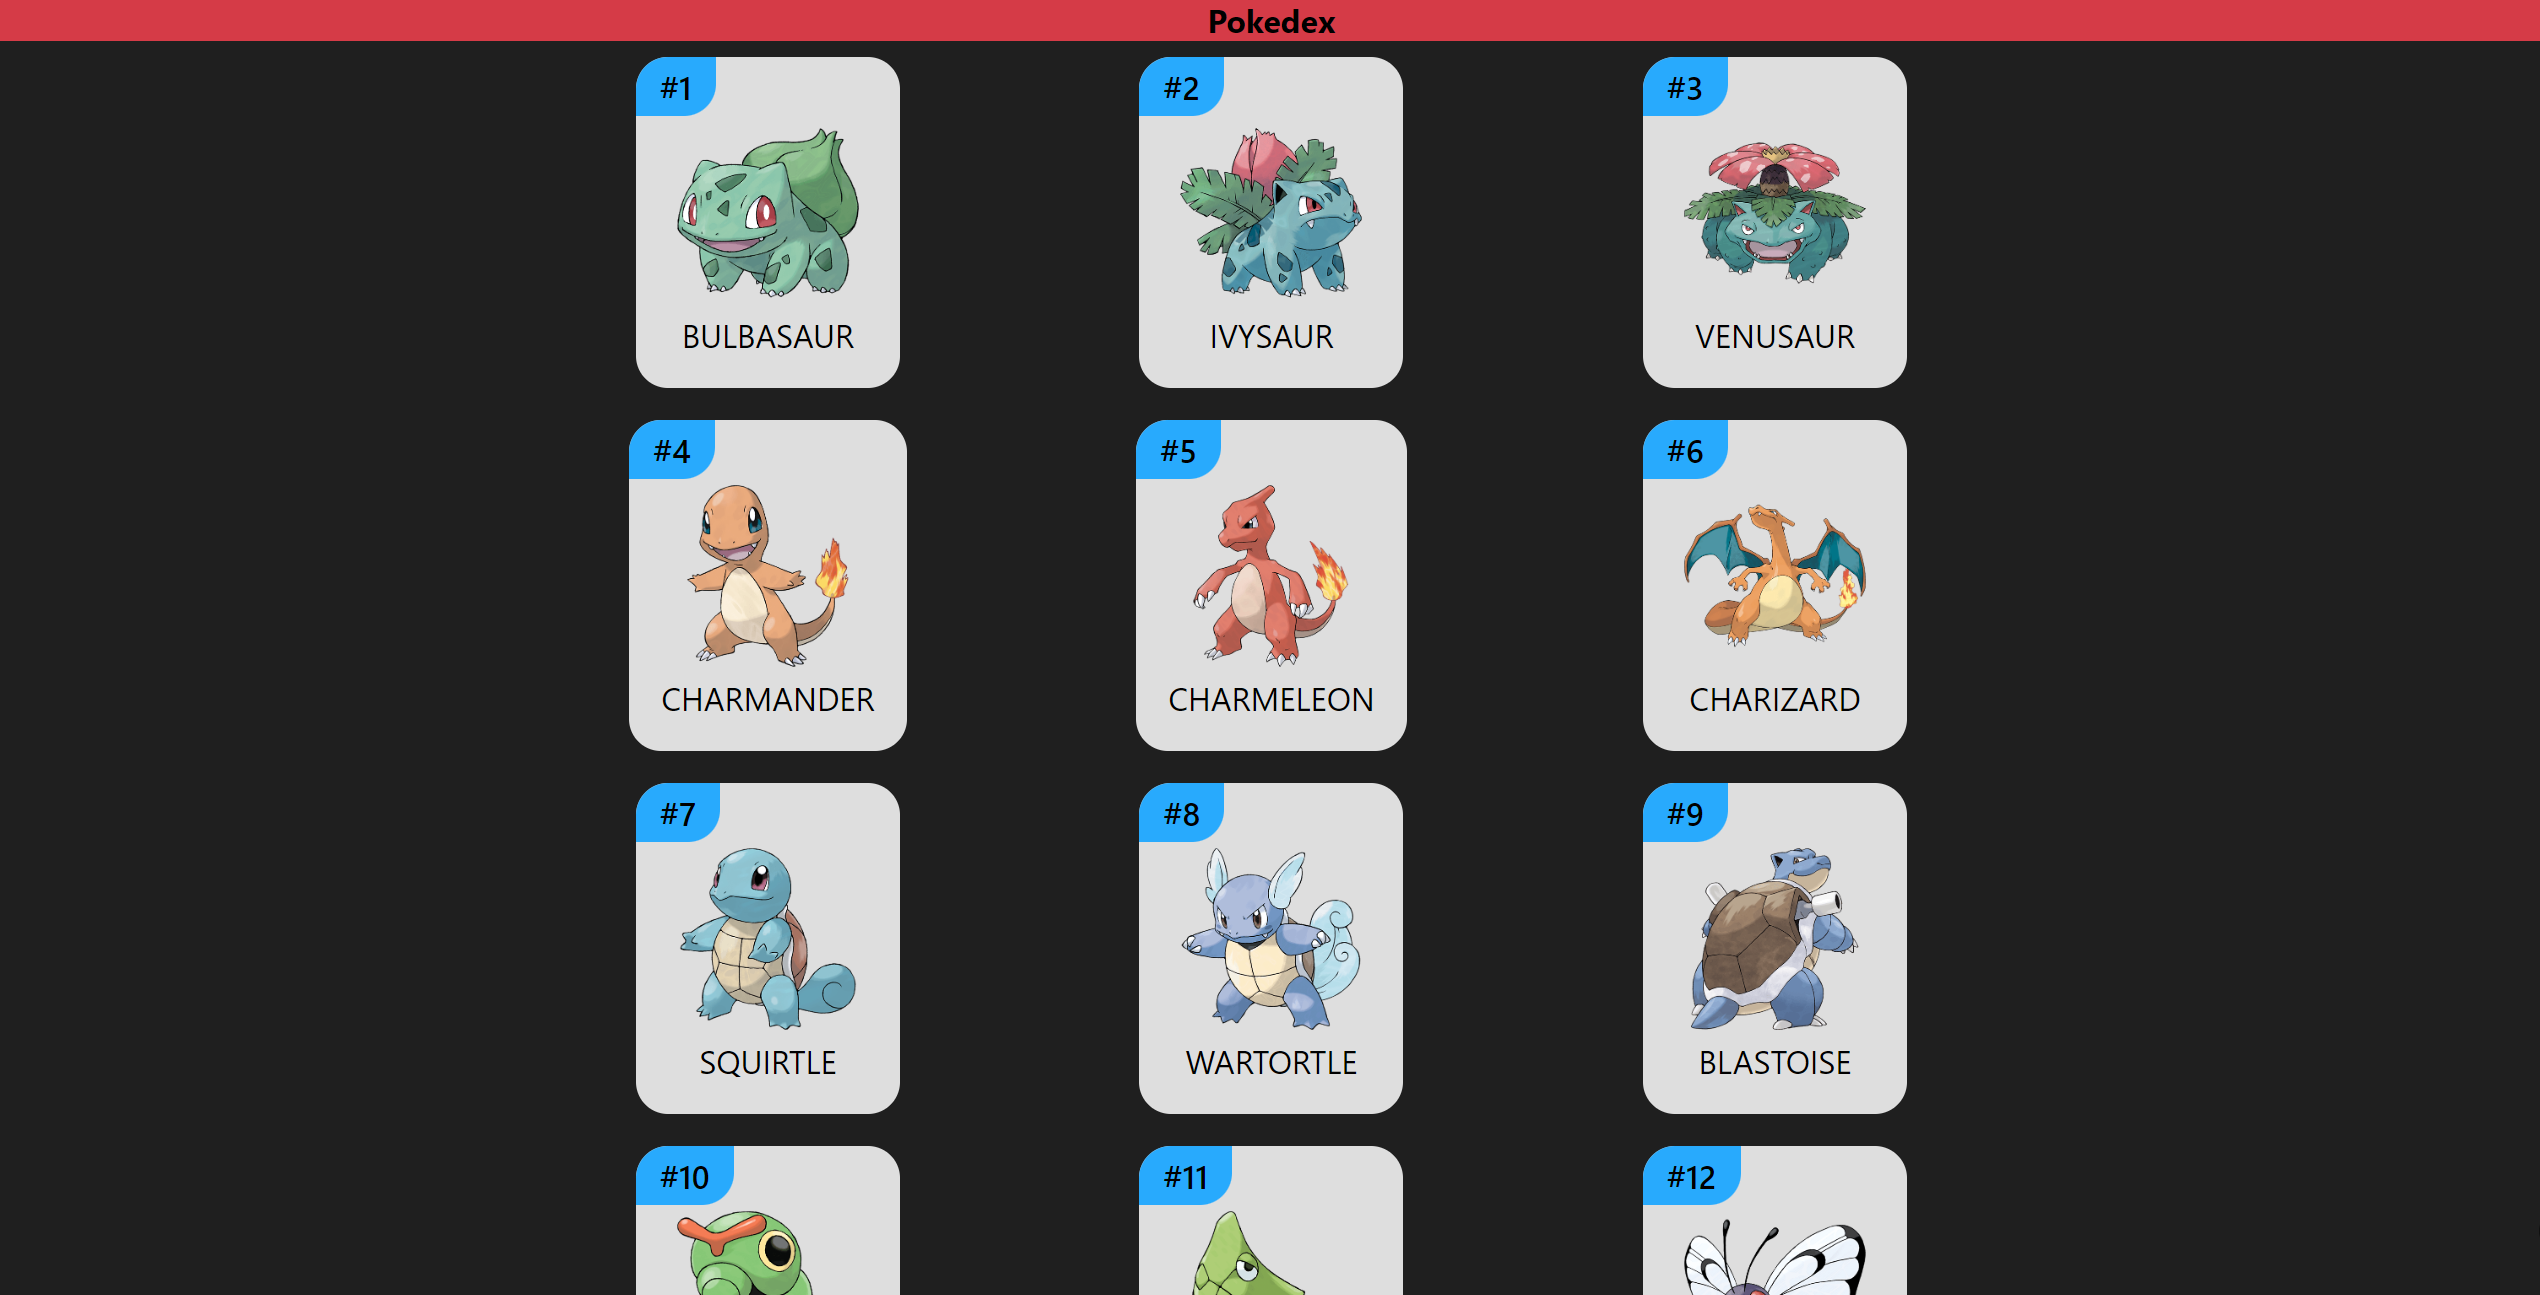 Pokedex
#1
BULBASAUR
#2
IVYSAUR
#3
VENUSAUR
#4
CHARMANDER
#5
CHARMELEON
#6
CHARIZARD
#7
SQUIRTLE
#8
WARTORTLE
#9
BLASTOISE
#10
#11
#12